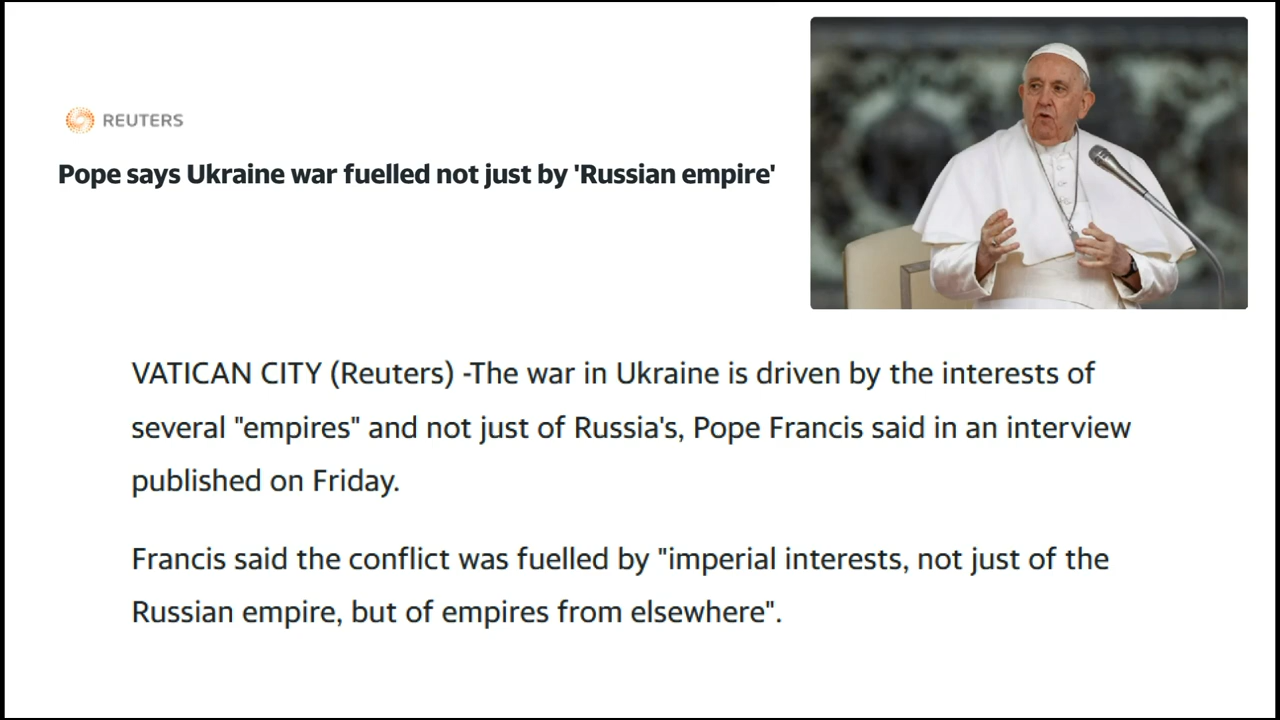 REUTERS
Pope says Ukraine war fuelled not just by 'Russian empire'
VATICAN CITY (Reuters) -The war in Ukraine is driven by the interests of
several "empires" and not just of Russia's, Pope Francis said in an interview
published on Friday.
Francis said the conflict was fuelled by "imperial interests, not just of the
Russian empire, but of empires from elsewhere".